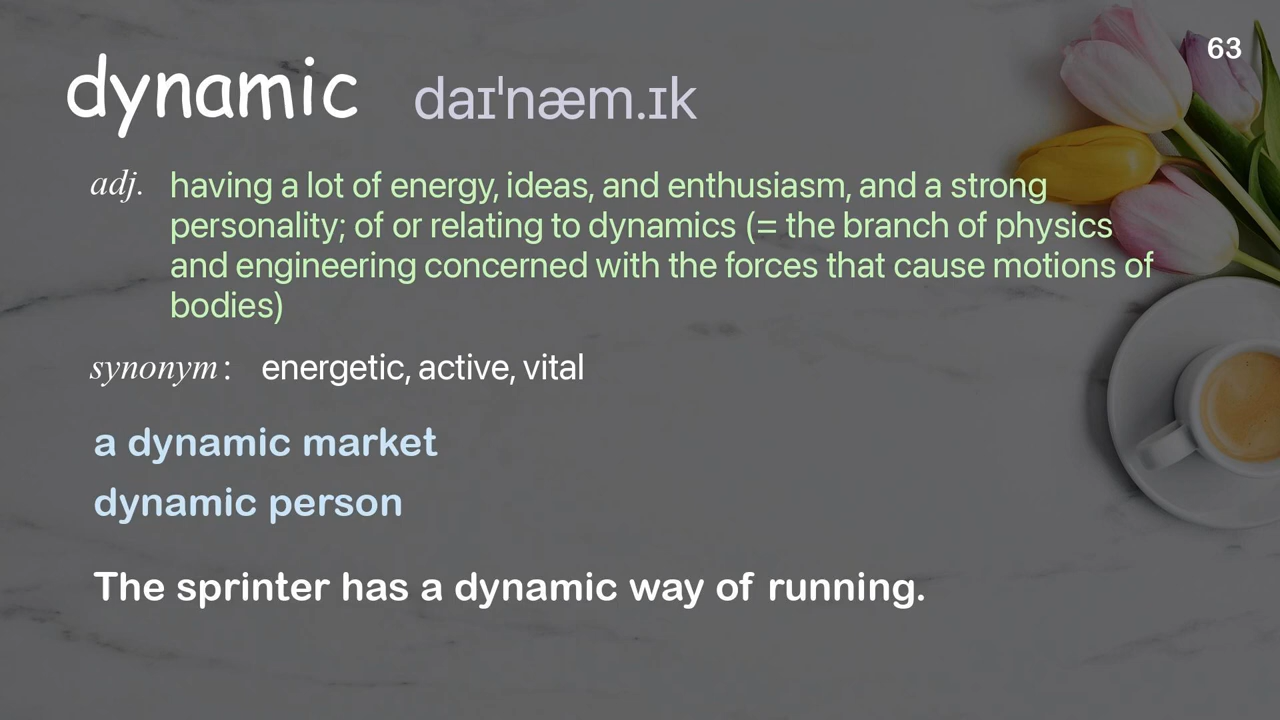 63
dynamic daɪˈnæm.ɪk
adj. having a lot of energy, ideas, and enthusiasm, and a strong
personality; of or relating to dynamics (= the branch of physics
and engineering concerned with the forces that cause motions of
bodies)
synonym: energetic, active, vital
a dynamic market
dynamic person
The sprinter has a dynamic way of running.